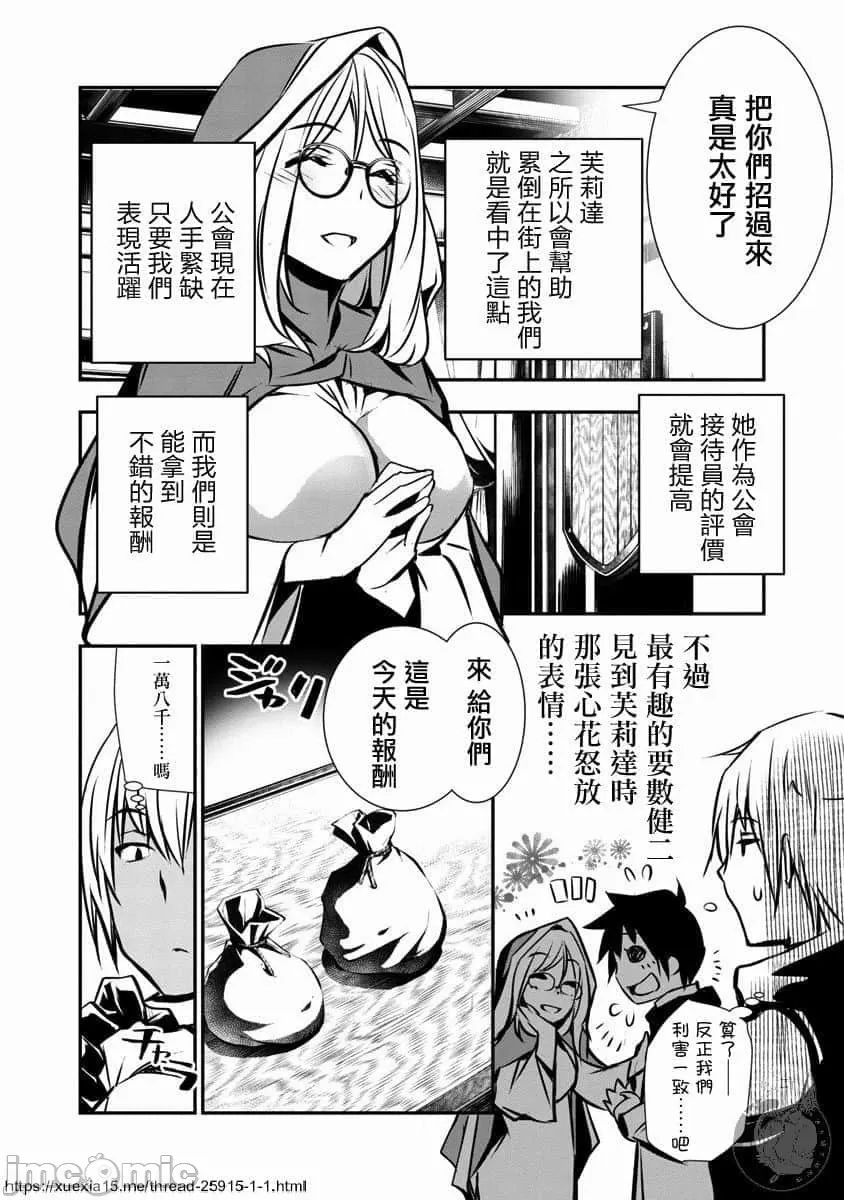 把你們招過來
真是太好了
芙莉達
之所以會幫助
累倒在街上的我們
就是看中了這點
公會現在
人手緊缺
只要我們
表現活躍
她作為公會
接待員的評價
就會提高
而我們則是
能拿到
不錯的報酬
不過
最有趣的要數健二
見到芙莉達時
那張心花怒放
的表情……
算了——
反正我們
利害一致……吧
來 給你們
這是
今天的報酬
ジャリ
一萬八千……嗎
チャラ
jmcomic
https://xuexia15.me/thread-25915-1-1.html